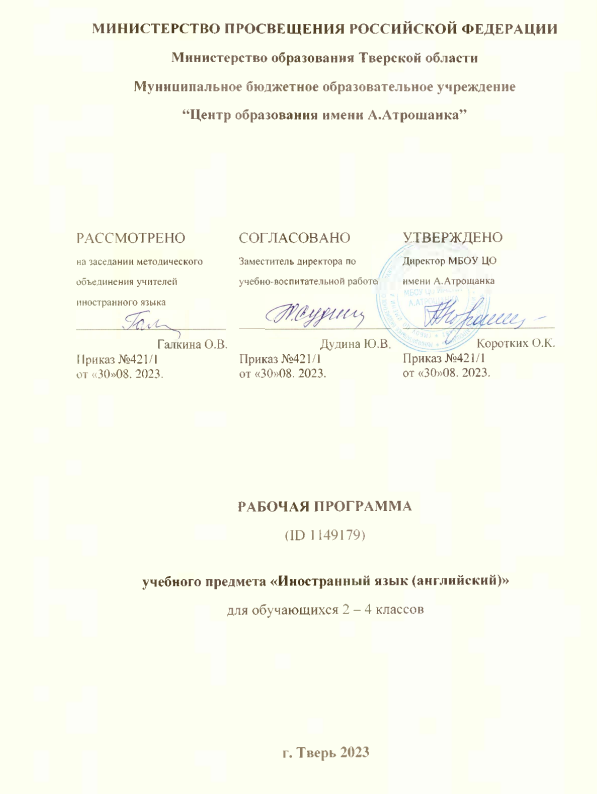 МИНИСТЕРСТВО ПРОСВЕЩЕНИЯ РОССИЙСКОЙ ФЕДЕРАЦИИ
Министерство образования Тверской области
Муниципальное бюджетное образовательное учреждение
“Центр образования имени А.Атрощанка”
РАССМОТРЕНО
на заседании методического
объединения учителей
иностранного языка
Галкина О.В.
Приказ №421/1
от «30»08. 2023.
СОГЛАСОВАНО
Заместитель директора по
учебно-воспитательной работе
Дудина Ю.В.
Приказ №421/1
от «30»08. 2023.
УТВЕРЖДЕНО
Директор МБОУ ЦО
имени А.Атрощанка
Коротких О.К.
Приказ №421/1
от «30»08. 2023.
РАБОЧАЯ ПРОГРАММА
(ID 1149179)
учебного предмета «Иностранный язык (английский)»
для обучающихся 2 – 4 классов
г. Тверь 2023